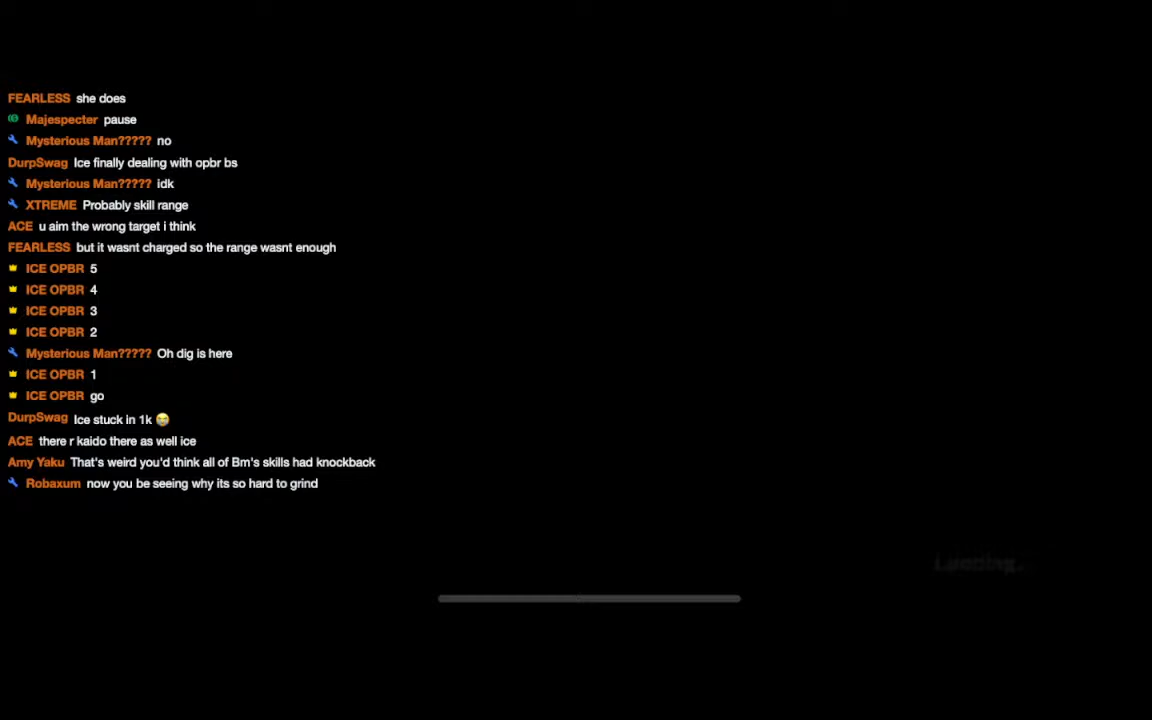 FEARLESS she does
Majespecter pause
Mysterious Man????? no
DurpSwag Ice finally dealing with opbr bs
Mysterious Man????? idk
XTREME Probably skill range
ACE u aim the wrong target i think
FEARLESS but it wasnt charged so the range wasnt enough
ICE OPBR 5
ICE OPBR 4
ICE OPBR 3
ICE OPBR 2
Mysterious Man????? Oh dig is here
ICE OPBR 1
ICE OPBR go
DurpSwag Ice stuck in 1k 😭
ACE there r kaido there as well ice
Amy Yaku That's weird you'd think all of Bm's skills had knockback
Robaxum now you be seeing why its so hard to grind
Loading..